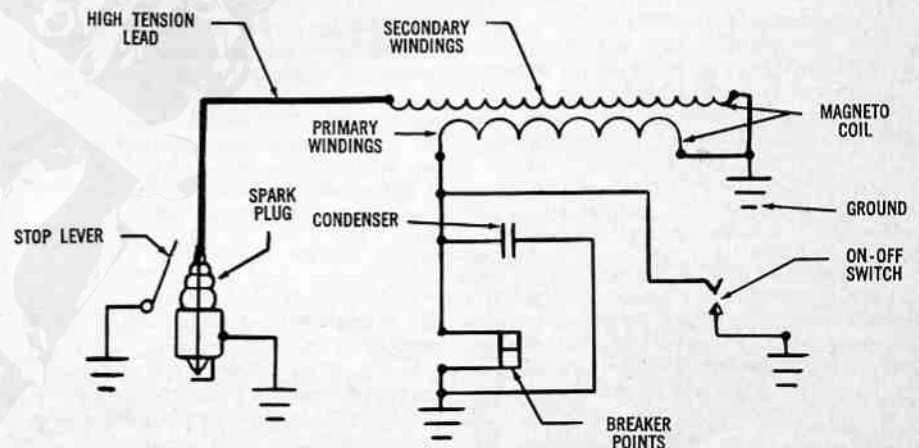 HIGH TENSION
LEAD
SECONDARY
WINDINGS
PRIMARY
WINDINGS
MAGNETO
COIL
SPARK
PLUG
CONDENSER
GROUND
STOP LEVER
ON-OFF
SWITCH
BREAKER
POINTS